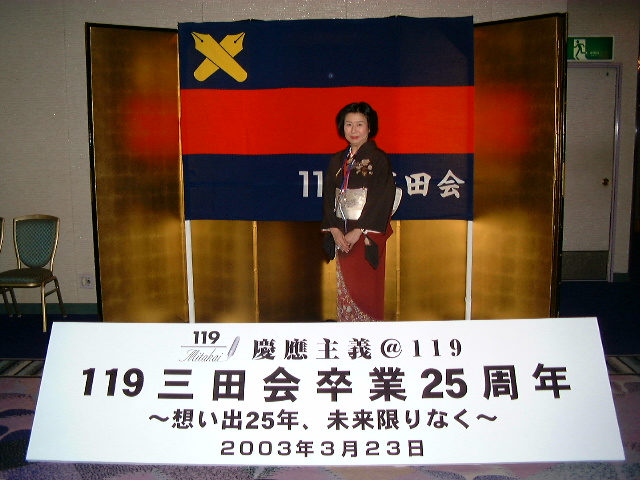 119 三田会
119
Mitakai
慶應主義@119
119三田会卒業25周年
～想い出25年、未来限りなく～
2003年3月23日